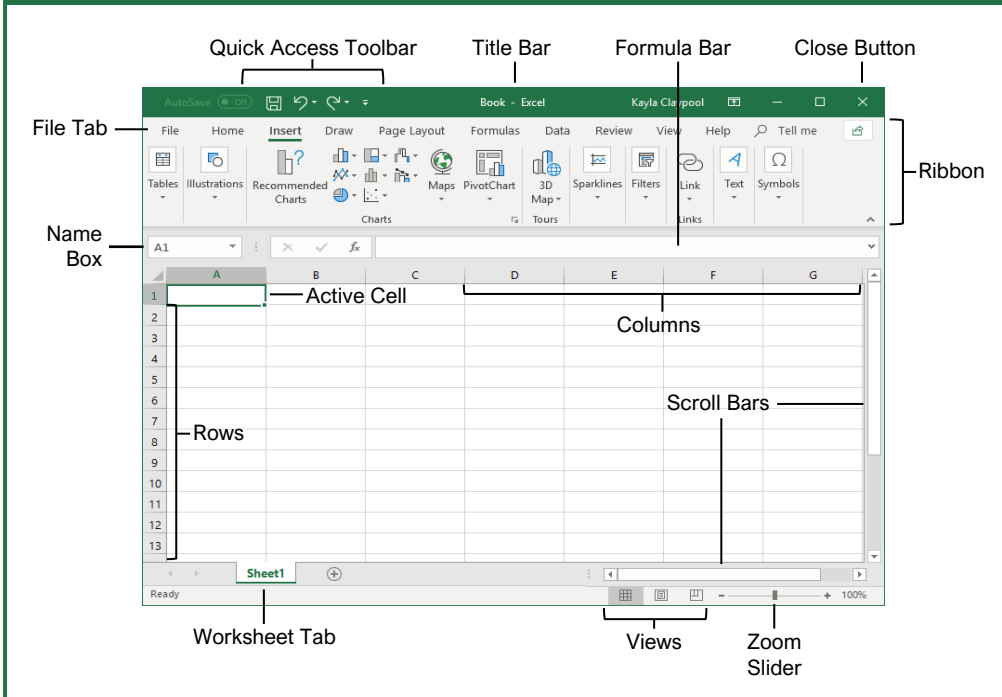 Quick Access Toolbar Title Bar Formula Bar Close Button
AutoSave Off Book - Excel Kayla Claypool
File Tab File Home Insert Draw Page Layout Formulas Data Review View Help Tell me
Ribbon
Tables Illustrations Recommended Charts Maps PivotChart 3D Map Sparklines Filters Link Text Symbols
Charts Tours Links
Name Box
A1 fx
A B C D E F G
1 Active Cell
2 Columns
3
4
5
6 Scroll Bars
7
8 Rows
9
10
11
12
13
Sheet1
Ready 100%
Worksheet Tab Views Zoom Slider